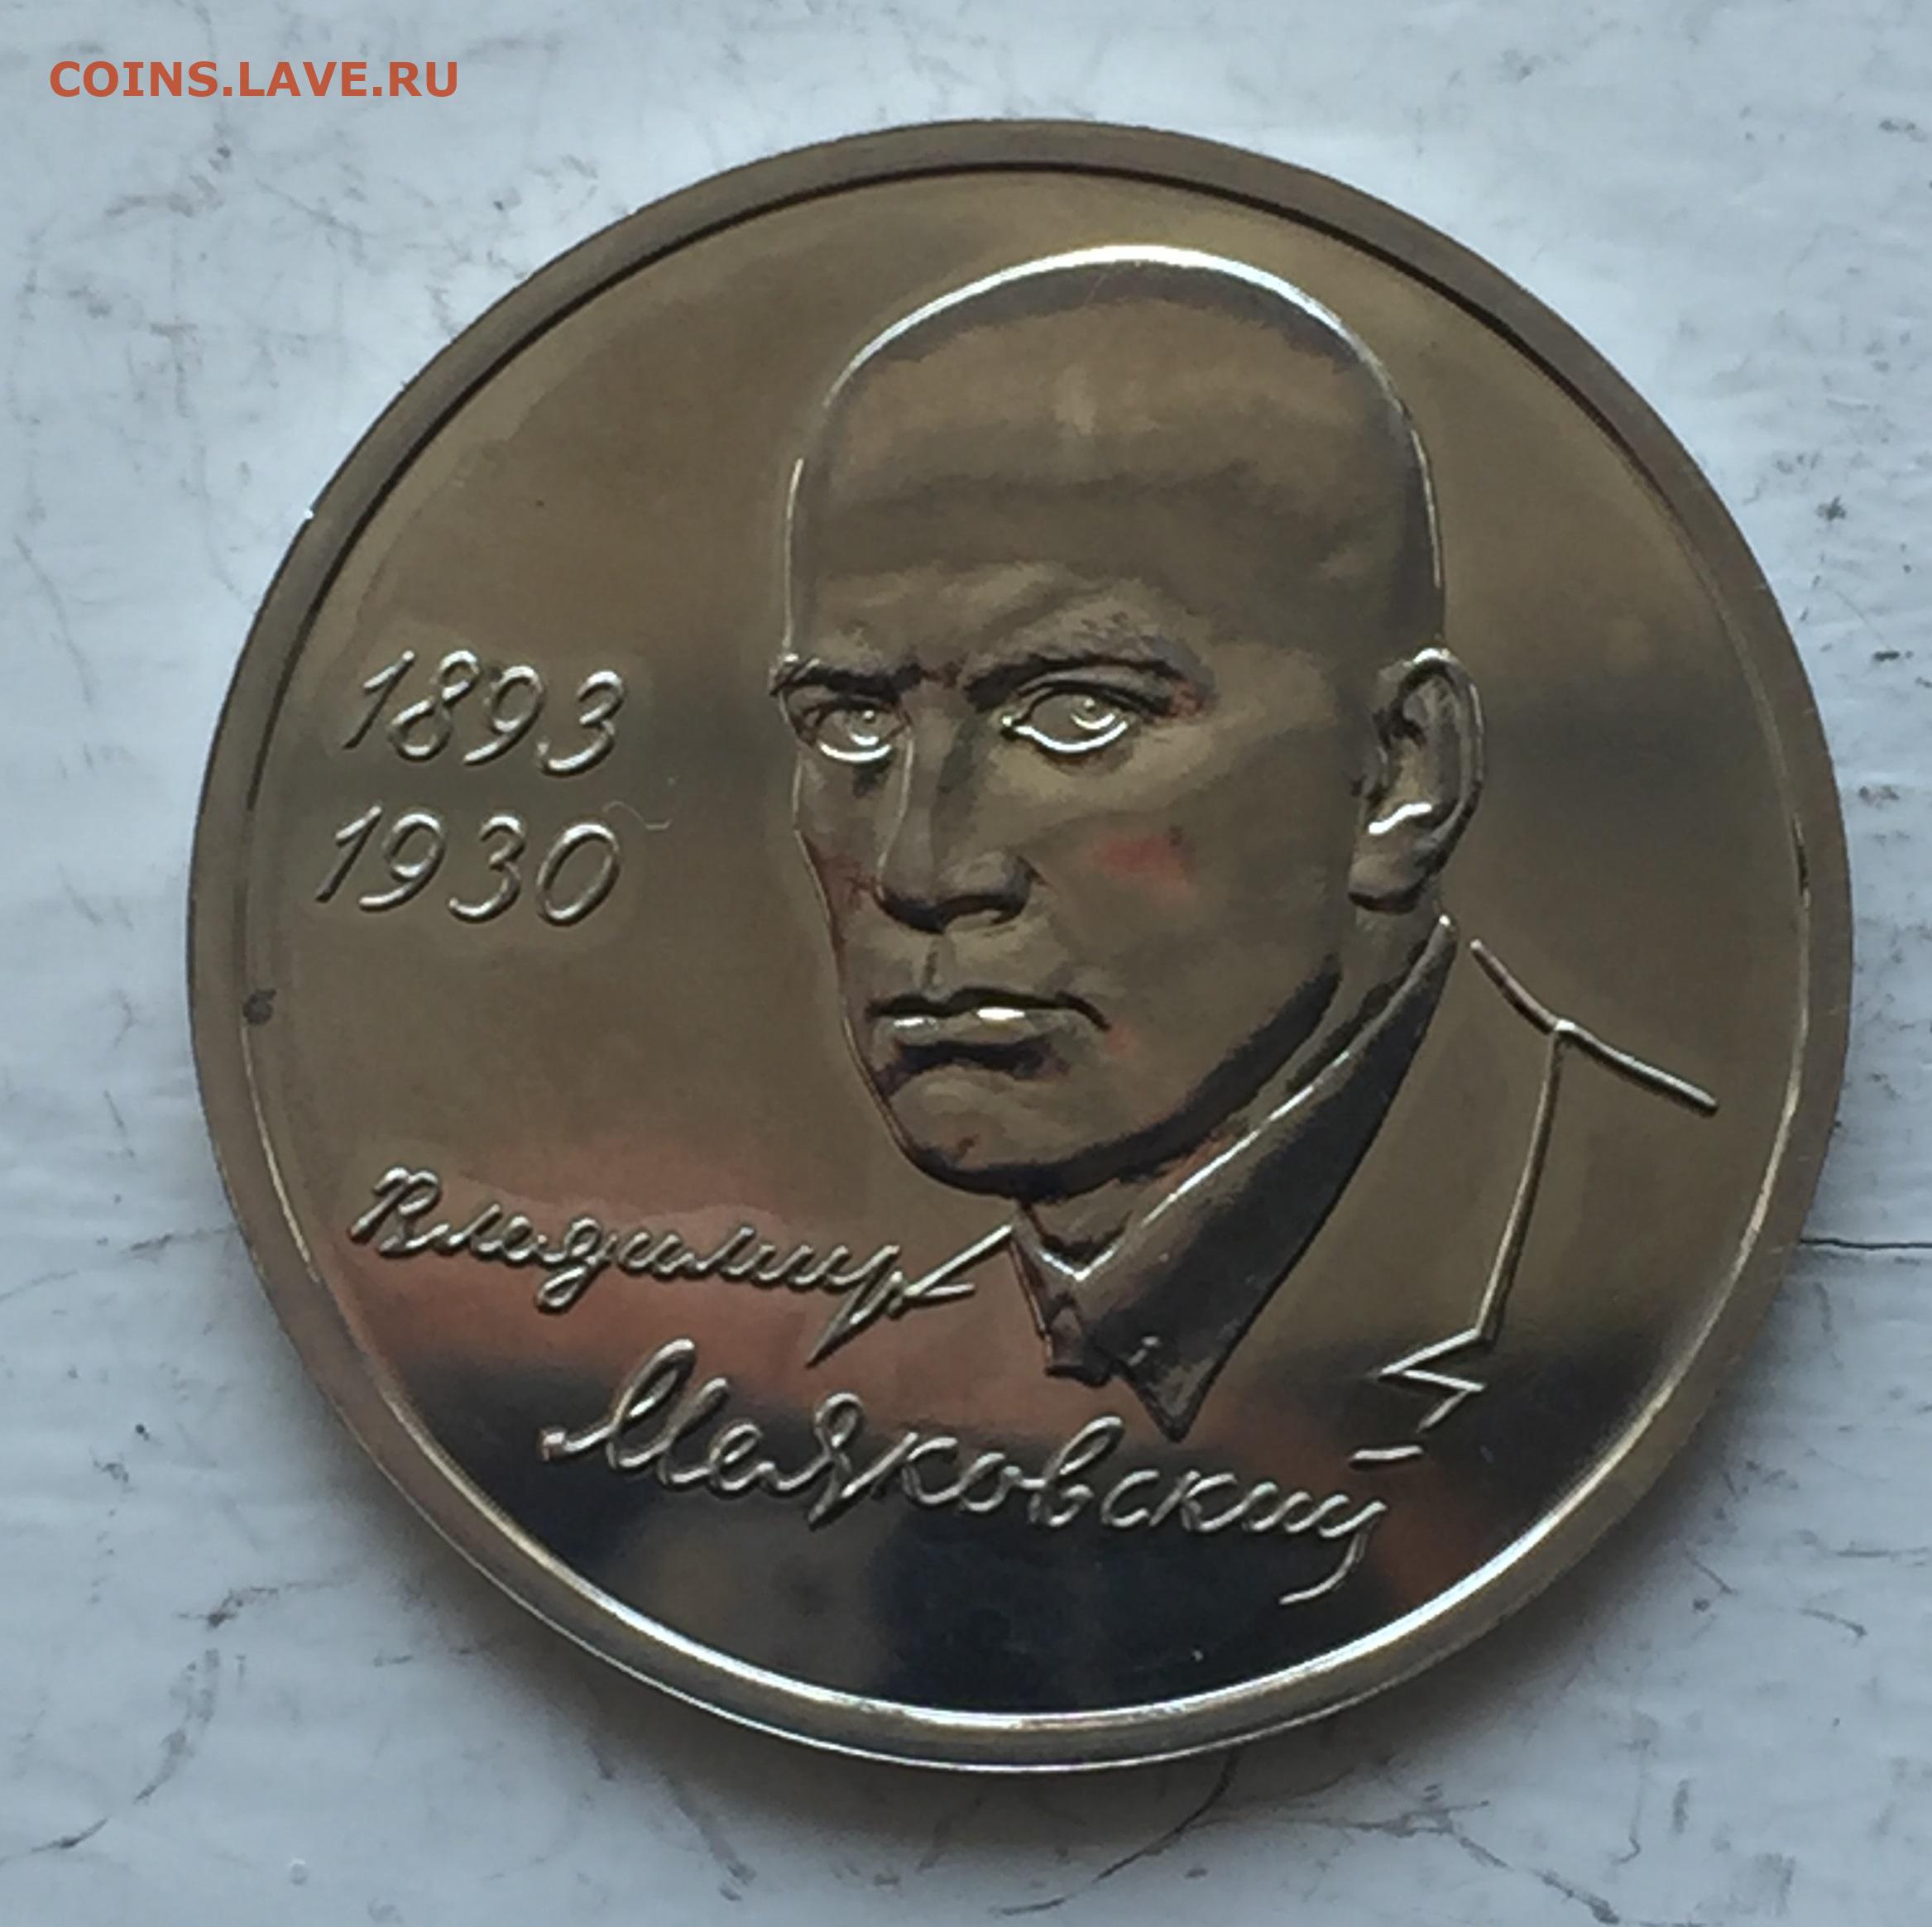 COINS.LAVE.RU
1893
1930
Владимир
Маяковский